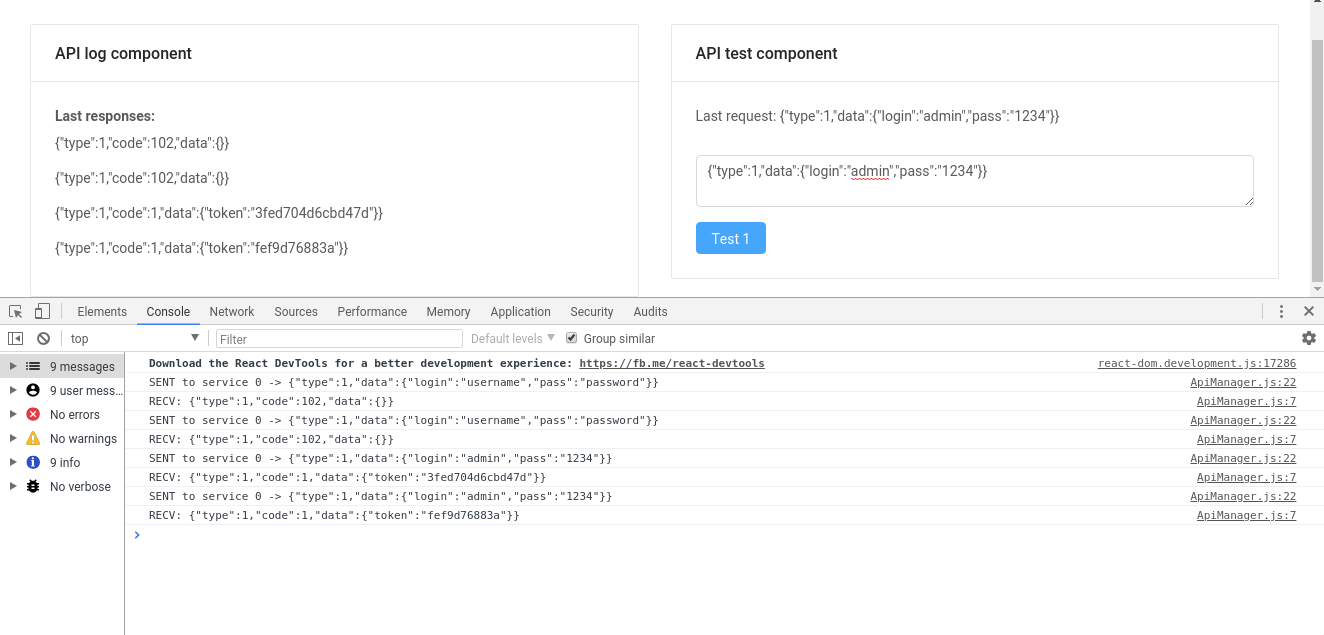 API log component
Last responses:
{"type":1,"code":102,"data":{}}
{"type":1,"code":102,"data":{}}
{"type":1,"code":1,"data":{"token":"3fed704d6cbd47d"}}
{"type":1,"code":1,"data":{"token":"fef9d76883a"}}
API test component
Last request: {"type":1,"data":{"login":"admin","pass":"1234"}}
{"type":1,"data":{"login":"admin","pass":"1234"}}
Test 1
Elements Console Network Sources Performance Memory Application Security Audits
top Filter Default levels Group similar
9 messages
9 user mess...
No errors
No warnings
9 info
No verbose
Download the React DevTools for a better development experience: https://fb.me/react-devtools react-dom.development.js:17286
SENT to service 0 -> {"type":1,"data":{"login":"username","pass":"password"}} ApiManager.js:22
RECV: {"type":1,"code":102,"data":{}} ApiManager.js:7
SENT to service 0 -> {"type":1,"data":{"login":"username","pass":"password"}} ApiManager.js:22
RECV: {"type":1,"code":102,"data":{}} ApiManager.js:7
SENT to service 0 -> {"type":1,"data":{"login":"admin","pass":"1234"}} ApiManager.js:22
RECV: {"type":1,"code":1,"data":{"token":"3fed704d6cbd47d"}} ApiManager.js:7
SENT to service 0 -> {"type":1,"data":{"login":"admin","pass":"1234"}} ApiManager.js:22
RECV: {"type":1,"code":1,"data":{"token":"fef9d76883a"}} ApiManager.js:7